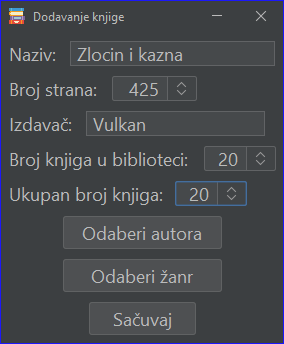 Dodavanje knjige
Naziv: Zlocin i kazna
Broj strana: 425
Izdavač: Vulkan
Broj knjiga u biblioteci: 20
Ukupan broj knjiga: 20
Odaberi autora
Odaberi žanr
Sačuvaj